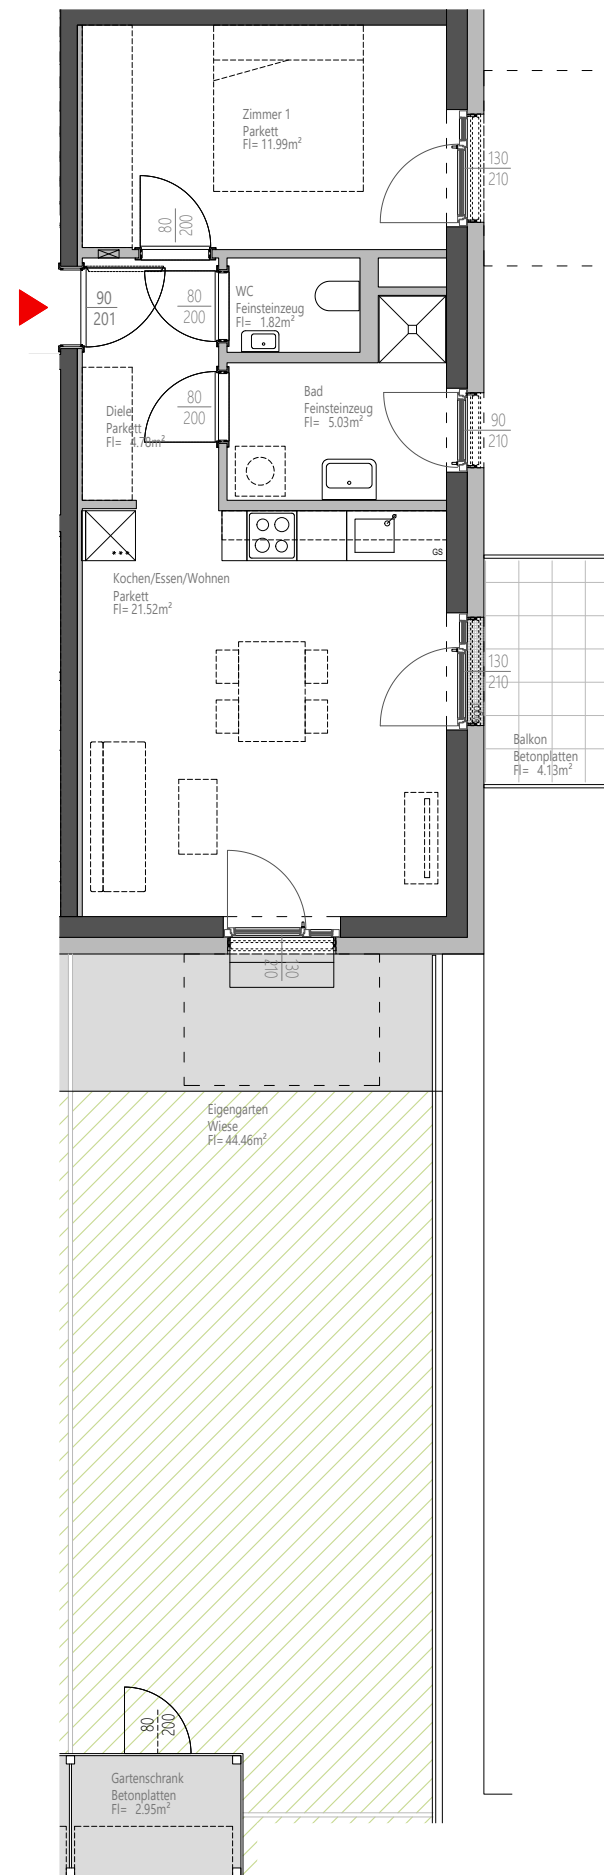 Zimmer 1
Parkett
Fl= 11.99m²
130
210
80
200
90
201
80
200
WC
Feinsteinzeug
Fl= 1.82m²
Diele
Parkett
Fl= 4.78m²
80
200
Bad
Feinsteinzeug
Fl= 5.03m²
90
210
GS
Kochen/Essen/Wohnen
Parkett
Fl= 21.52m²
130
210
Balkon
Betonplatten
Fl= 4.13m²
130
210
Eigengarten
Wiese
Fl= 44.46m²
80
200
Gartenschrank
Betonplatten
Fl= 2.95m²